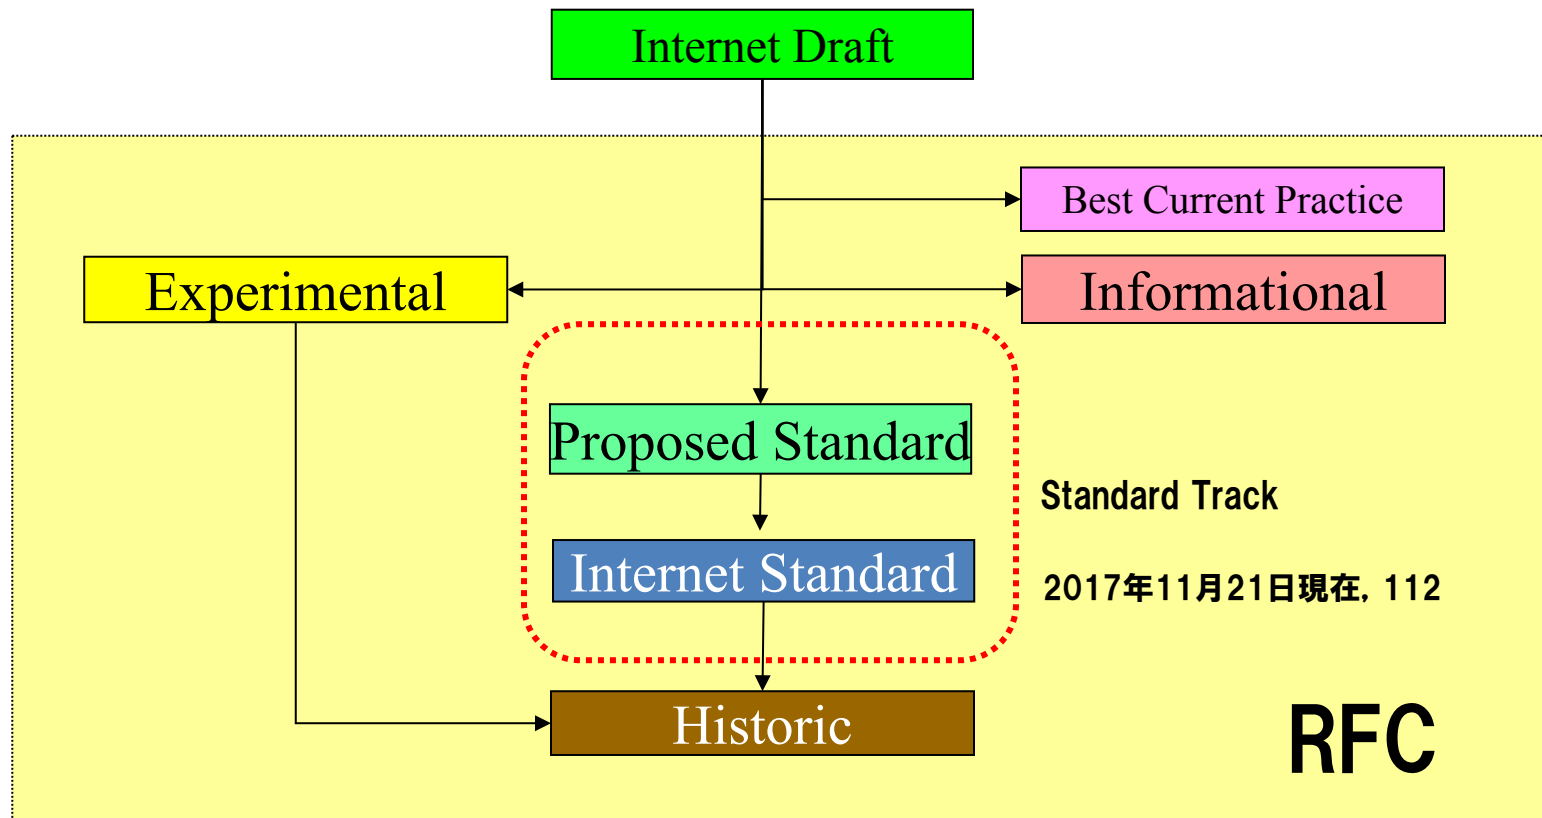 Internet Draft
Best Current Practice
Experimental
Informational
Proposed Standard
Standard Track
Internet Standard
2017年11月21日現在, 112
Historic
RFC